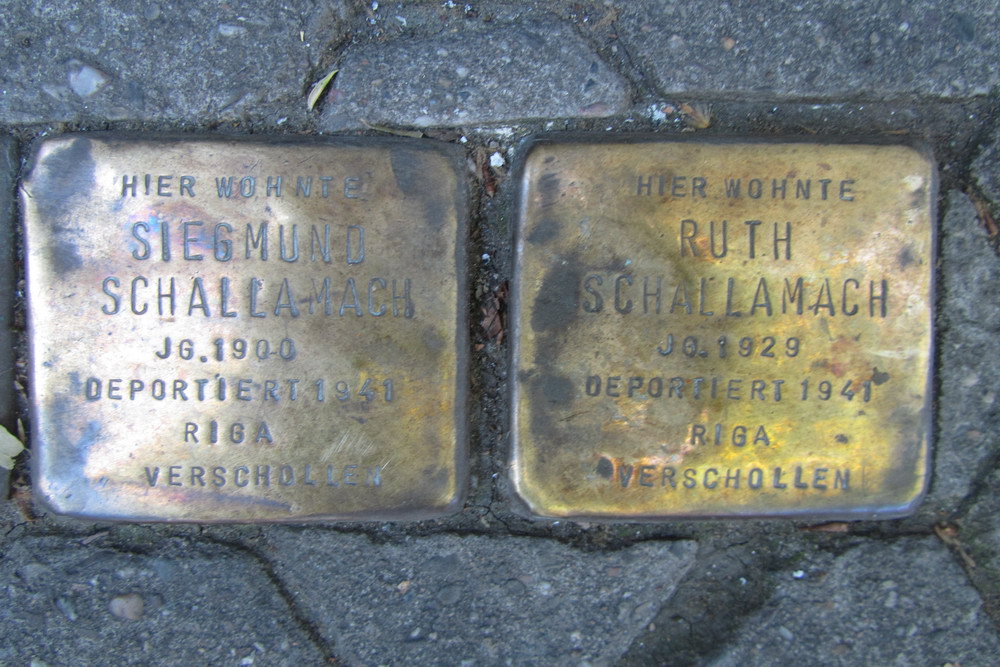 HIER WOHNTE
SIEGMUND
SCHALLAMACH
JG. 1900
DEPORTIERT 1941
RIGA
VERSCHOLLEN
HIER WOHNTE
RUTH
SCHALLAMACH
JG. 1929
DEPORTIERT 1941
RIGA
VERSCHOLLEN